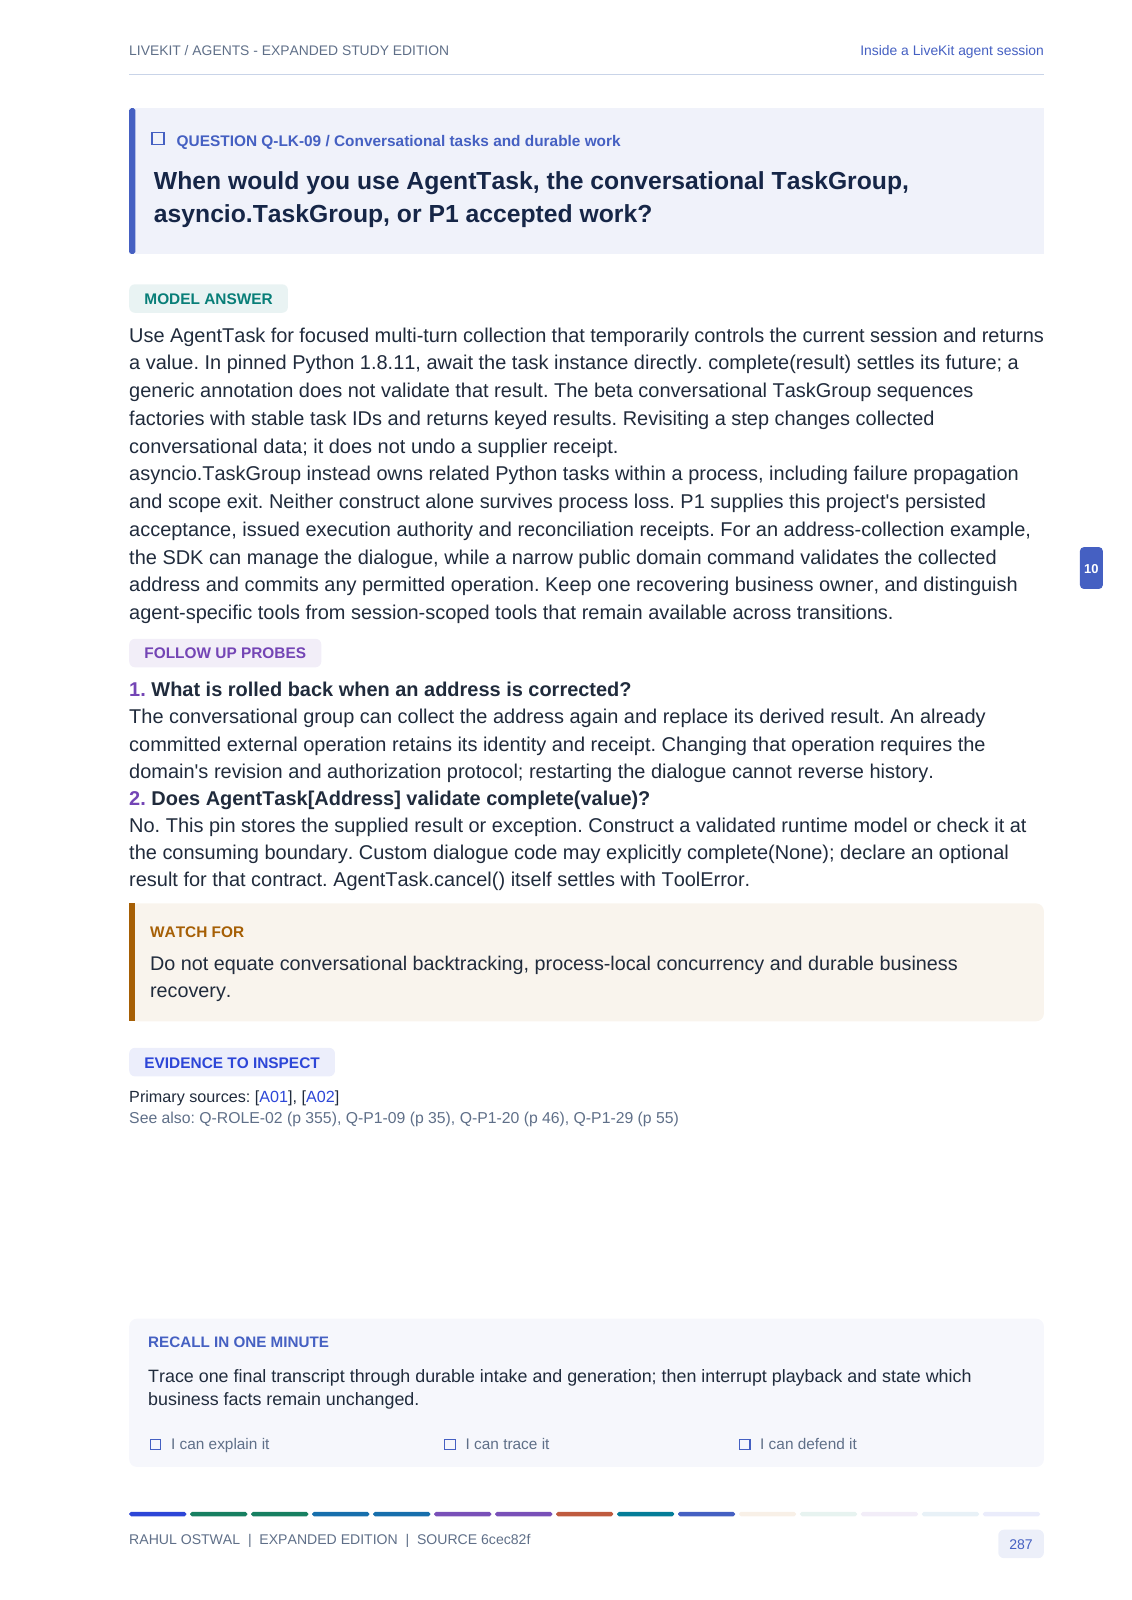 LIVEKIT / AGENTS - EXPANDED STUDY EDITION
Inside a LiveKit agent session
QUESTION Q-LK-09 / Conversational tasks and durable work
When would you use AgentTask, the conversational TaskGroup,
asyncio.TaskGroup, or P1 accepted work?
MODEL ANSWER
Use AgentTask for focused multi-turn collection that temporarily controls the current session and returns
a value. In pinned Python 1.8.11, await the task instance directly. complete(result) settles its future; a
generic annotation does not validate that result. The beta conversational TaskGroup sequences
factories with stable task IDs and returns keyed results. Revisiting a step changes collected
conversational data; it does not undo a supplier receipt.
asyncio.TaskGroup instead owns related Python tasks within a process, including failure propagation
and scope exit. Neither construct alone survives process loss. P1 supplies this project's persisted
acceptance, issued execution authority and reconciliation receipts. For an address-collection example,
the SDK can manage the dialogue, while a narrow public domain command validates the collected
address and commits any permitted operation. Keep one recovering business owner, and distinguish
agent-specific tools from session-scoped tools that remain available across transitions.
10
FOLLOW UP PROBES
1. What is rolled back when an address is corrected?
The conversational group can collect the address again and replace its derived result. An already
committed external operation retains its identity and receipt. Changing that operation requires the
domain's revision and authorization protocol; restarting the dialogue cannot reverse history.
2. Does AgentTask[Address] validate complete(value)?
No. This pin stores the supplied result or exception. Construct a validated runtime model or check it at
the consuming boundary. Custom dialogue code may explicitly complete(None); declare an optional
result for that contract. AgentTask.cancel() itself settles with ToolError.
WATCH FOR
Do not equate conversational backtracking, process-local concurrency and durable business
recovery.
EVIDENCE TO INSPECT
Primary sources: [A01], [A02]
See also: Q-ROLE-02 (p 355), Q-P1-09 (p 35), Q-P1-20 (p 46), Q-P1-29 (p 55)
RECALL IN ONE MINUTE
Trace one final transcript through durable intake and generation; then interrupt playback and state which
business facts remain unchanged.
I can explain it
I can trace it
I can defend it
RAHUL OSTWAL | EXPANDED EDITION | SOURCE 6cec82f
287